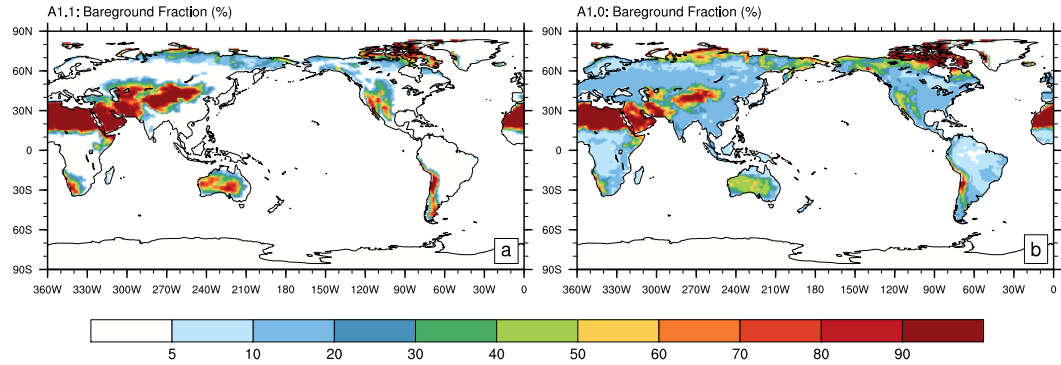 A1.1: Bareground Fraction (%)
A1.0: Bareground Fraction (%)
90N
60N
30N
0
30S
60S
90S
a
360W 330W 300W 270W 240W 210W 180 150W 120W 90W 60W 30W 0
90N
60N
30N
0
30S
60S
90S
b
360W 330W 300W 270W 240W 210W 180 150W 120W 90W 60W 30W 0
5 10 20 30 40 50 60 70 80 90